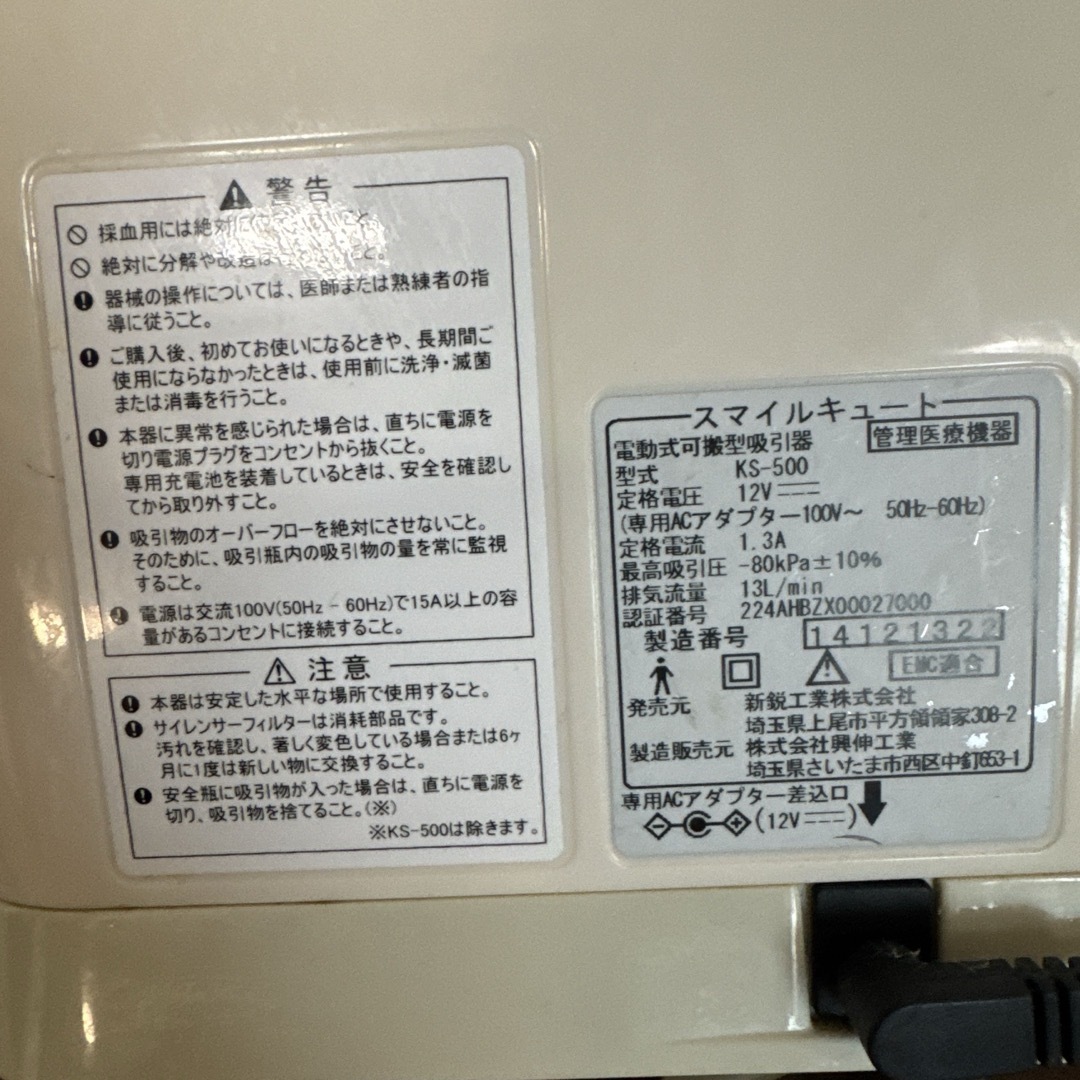 警告
採血用には絶対に
絶対に分解や改造は
器械の操作については、医師または熟練者の指
導に従うこと。
ご購入後、初めてお使いになるときや、長期間ご
使用にならなかったときは、使用前に洗浄・滅菌
または消毒を行うこと。
本器に異常を感じられた場合は、直ちに電源を
切り電源プラグをコンセントから抜くこと。
専用充電池を装着しているときは、安全を確認し
てから取り外すこと。
吸引物のオーバーフローを絶対にさせないこと。
そのために、吸引瓶内の吸引物の量を常に監視
すること。
電源は交流100V(50Hz - 60Hz)で15A以上の容
量があるコンセントに接続すること。
注意
本器は安定した水平な場所で使用すること。
サイレンサーフィルターは消耗部品です。
汚れを確認し、著しく変色している場合または6ヶ
月に1度は新しい物に交換すること。
安全瓶に吸引物が入った場合は、直ちに電源を
切り、吸引物を捨てること。(※)
※KS-500は除きます。
スマイルキュート
電動式可搬型吸引器 管理医療機器
型式 KS-500
定格電圧 12V
(専用ACアダプター100V〜 50Hz-60Hz)
定格電流 1.3A
最高吸引圧 -80kPa±10%
排気流量 13L/min
認証番号 224AHBZX00027000
製造番号 14121322
EMC適合
発売元 新鋭工業株式会社
埼玉県上尾市平方領領家308-2
製造販売元 株式会社興伸工業
埼玉県さいたま市西区中釘653-1
専用ACアダプター差込口
(12V)